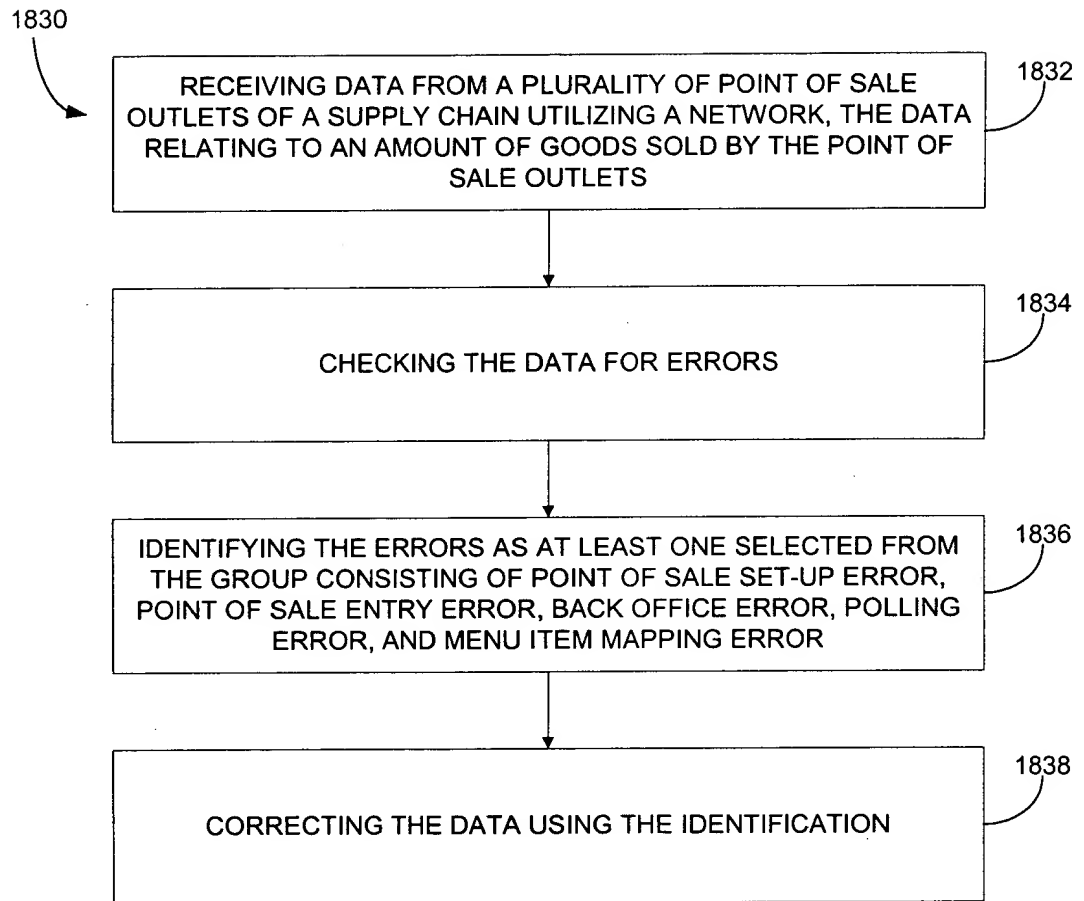 1830
RECEIVING DATA FROM A PLURALITY OF POINT OF SALE
OUTLETS OF A SUPPLY CHAIN UTILIZING A NETWORK, THE DATA
RELATING TO AN AMOUNT OF GOODS SOLD BY THE POINT OF
SALE OUTLETS
1832
CHECKING THE DATA FOR ERRORS
1834
IDENTIFYING THE ERRORS AS AT LEAST ONE SELECTED FROM
THE GROUP CONSISTING OF POINT OF SALE SET-UP ERROR,
POINT OF SALE ENTRY ERROR, BACK OFFICE ERROR, POLLING
ERROR, AND MENU ITEM MAPPING ERROR
1836
CORRECTING THE DATA USING THE IDENTIFICATION
1838